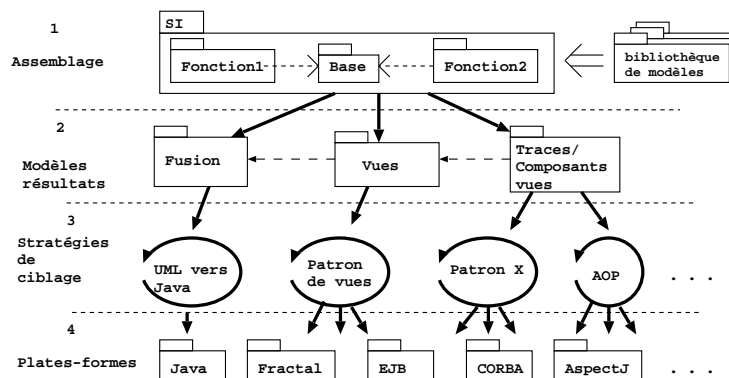 1
Assemblage
SI
Fonction1
Base
Fonction2
bibliothèque
de modèles
2
Modèles
résultats
Fusion
Vues
Traces/
Composants
vues
3
Stratégies
de
ciblage
UML vers
Java
Patron
de vues
Patron X
AOP
. . .
4
Plates-formes
Java
Fractal
EJB
CORBA
AspectJ
. . .